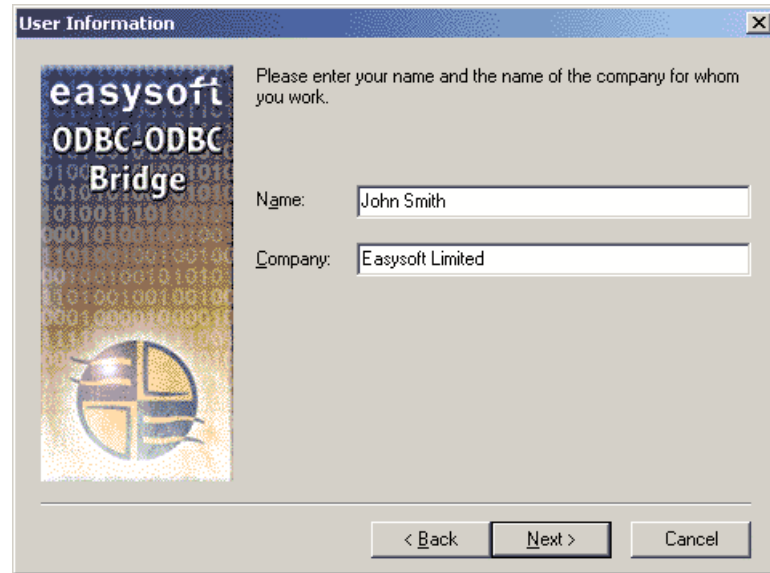 User Information
easysoft
ODBC-ODBC
Bridge
Please enter your name and the name of the company for whom
you work.
Name: John Smith
Company: Easysoft Limited
< Back Next > Cancel